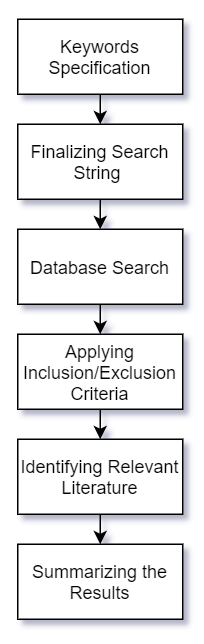 Keywords
Specification
Finalizing Search
String
Database Search
Applying
Inclusion/Exclusion
Criteria
Identifying Relevant
Literature
Summarizing the
Results